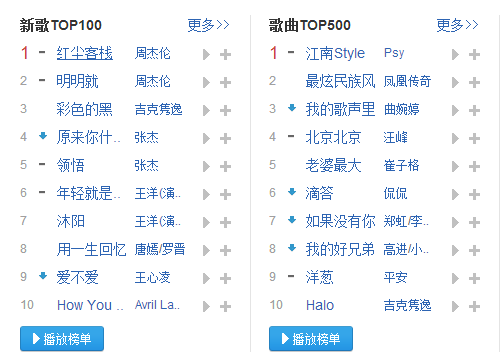 新歌TOP100 更多>>
1 红尘客栈 周杰伦
2 明明就 周杰伦
3 彩色的黑 吉克隽逸
4 原来你什.. 张杰
5 领悟 张杰
6 年轻就是.. 王洋(演..
7 沐阳 王洋(演..
8 用一生回忆 唐嫣/罗晋
9 爱不爱 王心凌
10 How You .. Avril La..
播放榜单
歌曲TOP500 更多>>
1 江南Style Psy
2 最炫民族风 凤凰传奇
3 我的歌声里 曲婉婷
4 北京北京 汪峰
5 老婆最大 崔子格
6 滴答 侃侃
7 如果没有你 郑虹/李..
8 我的好兄弟 高进/小..
9 洋葱 平安
10 Halo 吉克隽逸
播放榜单